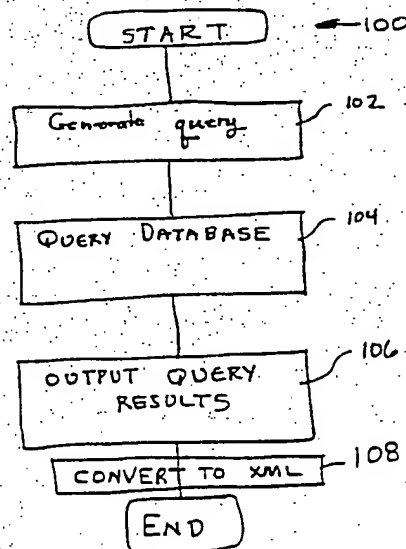 START
100
Generate query
102
QUERY DATABASE
104
OUTPUT QUERY
RESULTS
106
CONVERT TO XML
108
END